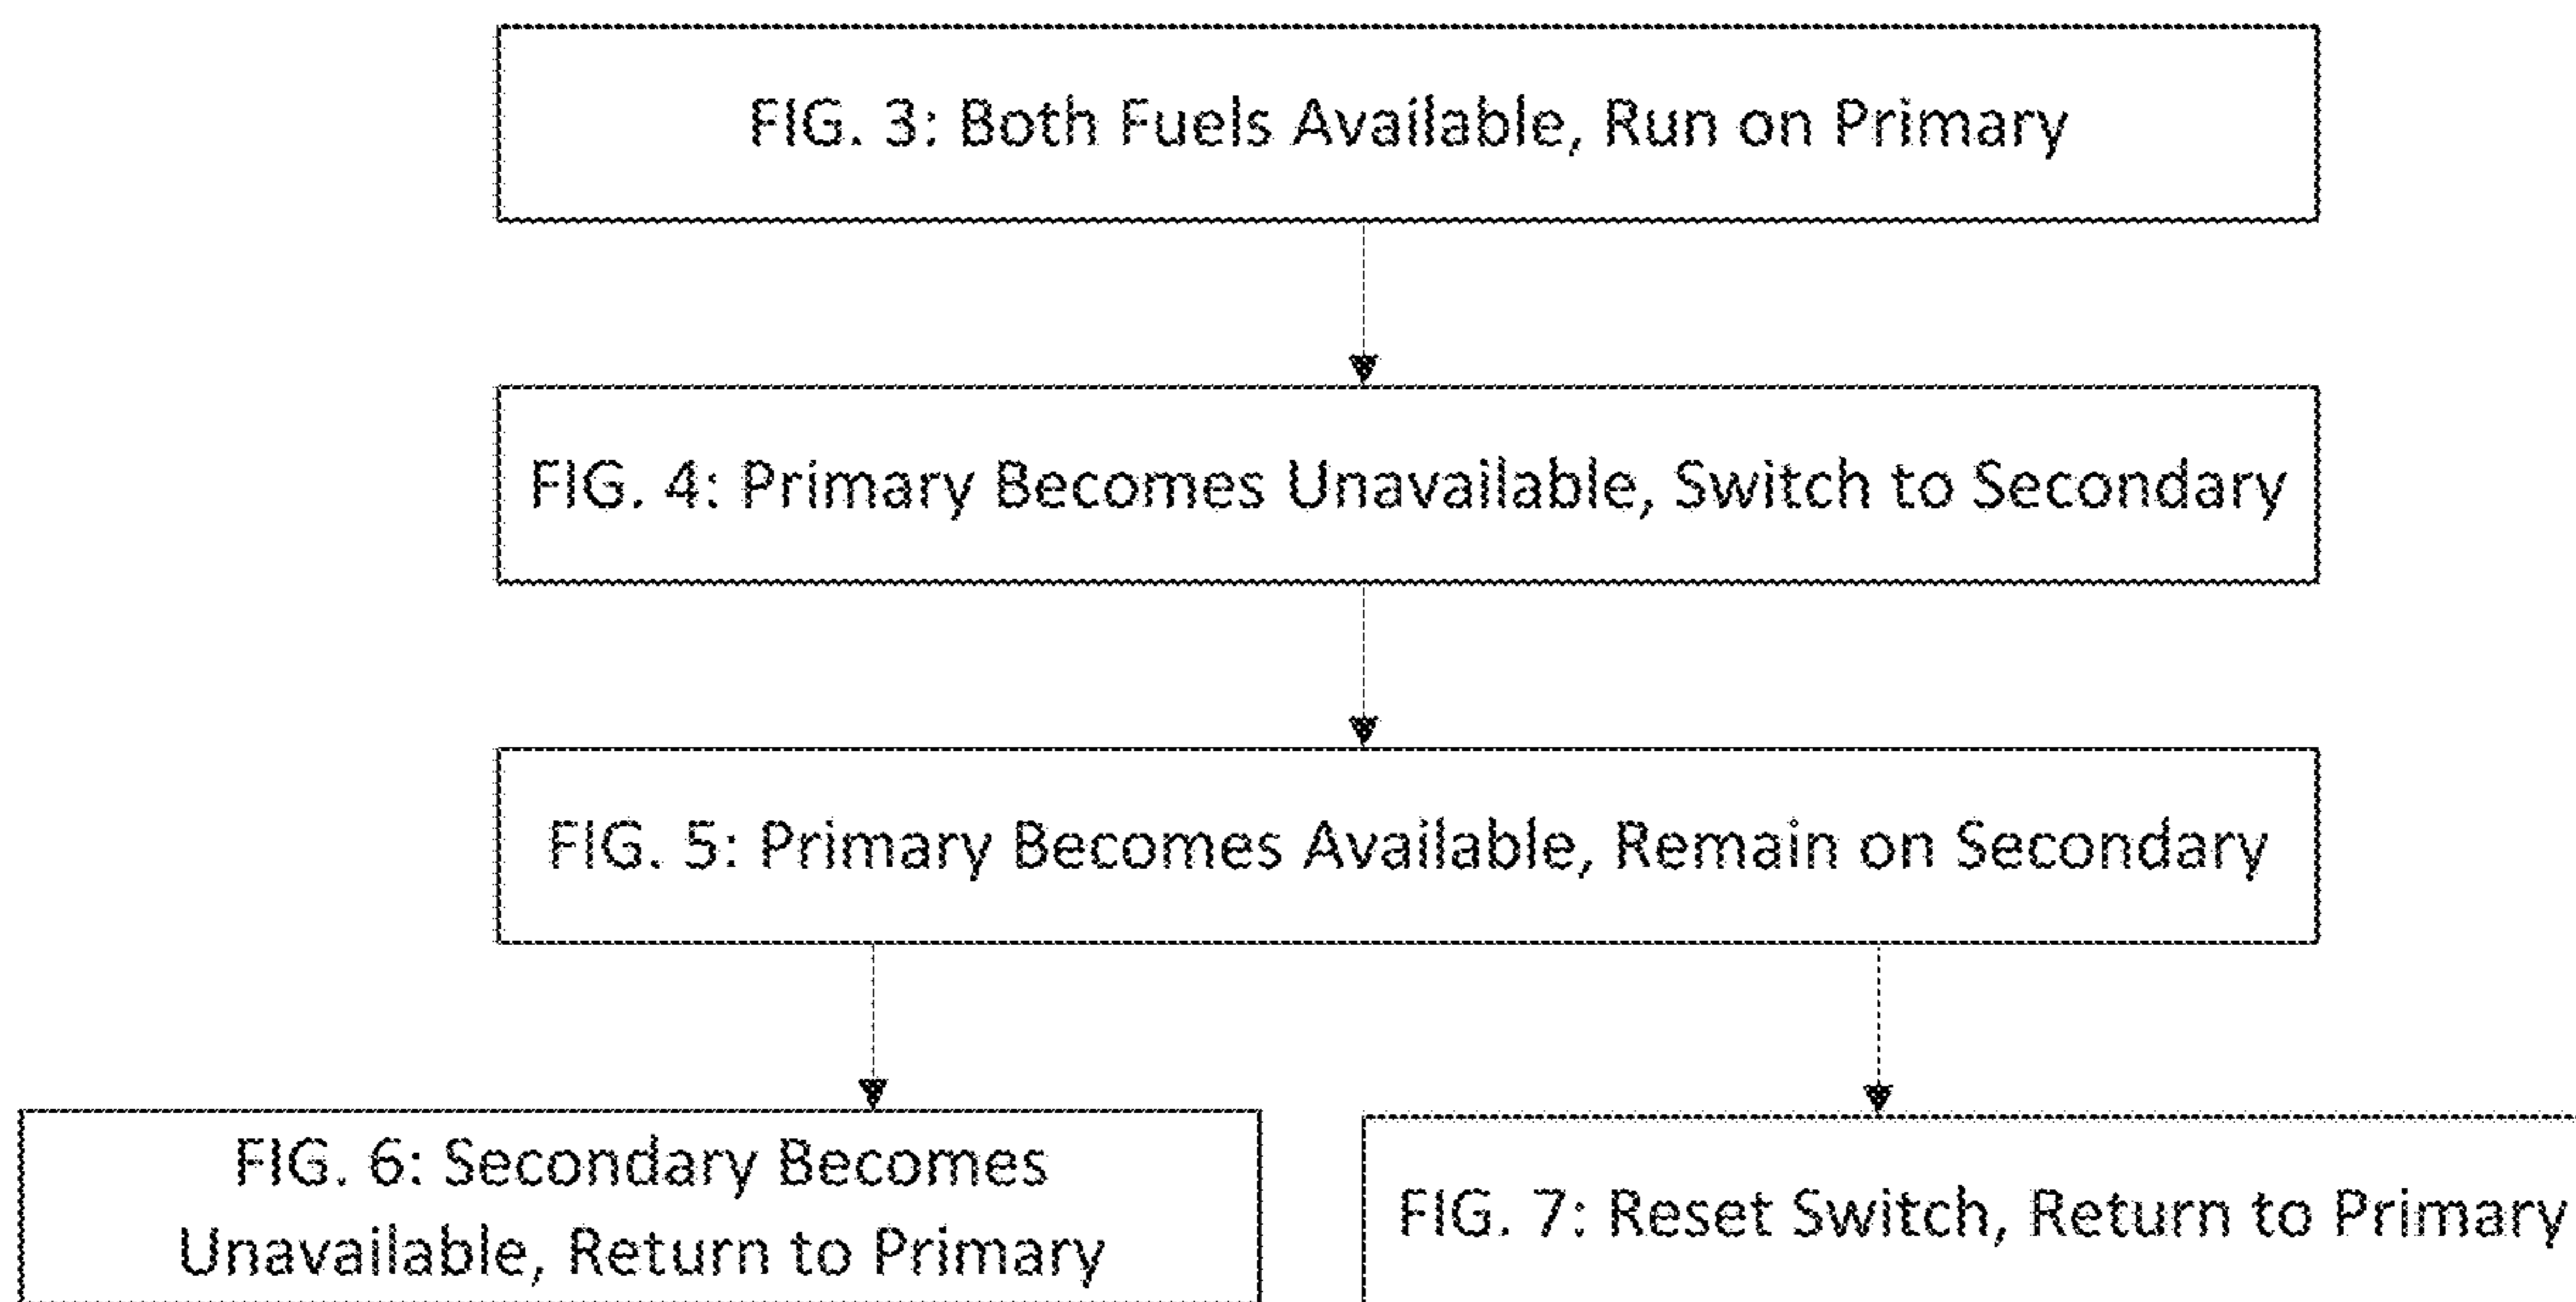 FIG. 3: Both Fuels Available, Run on Primary
FIG. 4: Primary Becomes Unavailable, Switch to Secondary
FIG. 5: Primary Becomes Available, Remain on Secondary
FIG. 6: Secondary Becomes
Unavailable, Return to Primary
FIG. 7: Reset Switch, Return to Primary